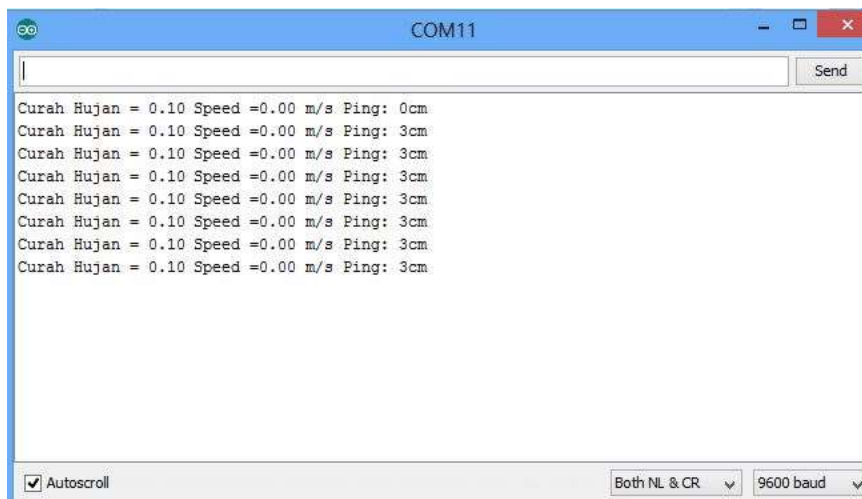 COM11
Send
Curah Hujan = 0.10 Speed =0.00 m/s Ping: 0cm
Curah Hujan = 0.10 Speed =0.00 m/s Ping: 3cm
Curah Hujan = 0.10 Speed =0.00 m/s Ping: 3cm
Curah Hujan = 0.10 Speed =0.00 m/s Ping: 3cm
Curah Hujan = 0.10 Speed =0.00 m/s Ping: 3cm
Curah Hujan = 0.10 Speed =0.00 m/s Ping: 3cm
Curah Hujan = 0.10 Speed =0.00 m/s Ping: 3cm
Curah Hujan = 0.10 Speed =0.00 m/s Ping: 3cm
Autoscroll Both NL & CR 9600 baud